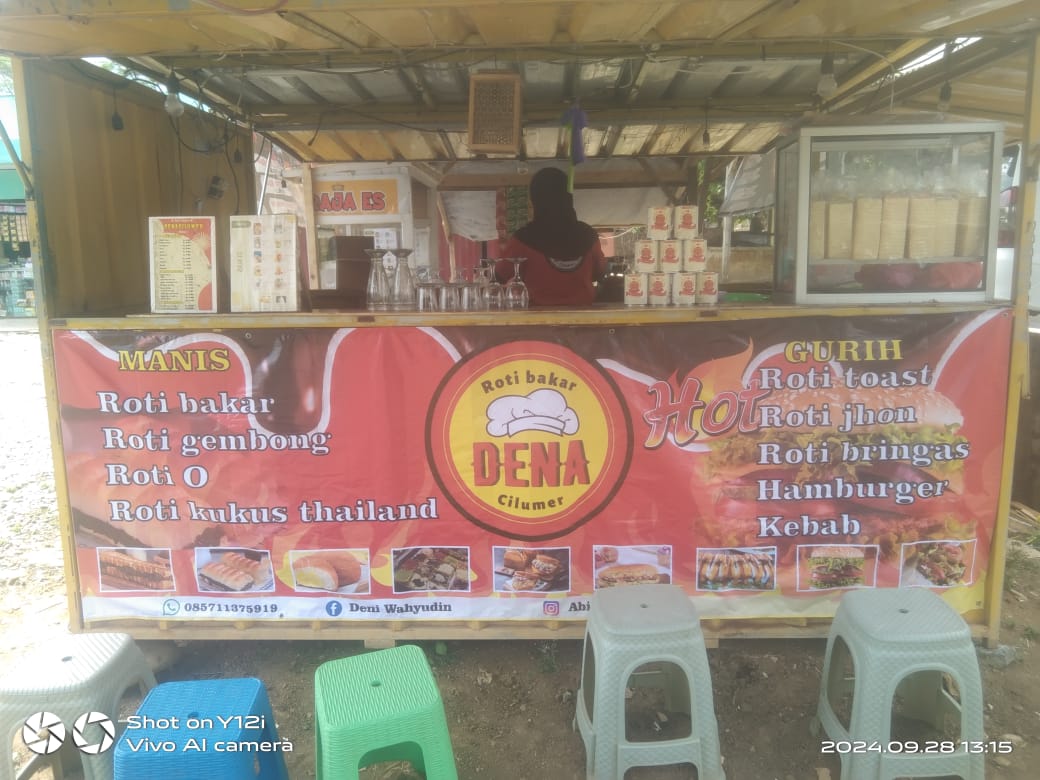 RAJA ES
MANIS
Roti bakar
Roti gembong
Roti O
Roti kukus thailand
Roti bakar
DENA
Cilumer
Hot
GURIH
Roti toast
Roti jhon
Roti bringas
Hamburger
Kebab
085711375919
Deni Wahyudin
Abi
Shot on Y12i
Vivo AI camera
2024.09.28 13:15